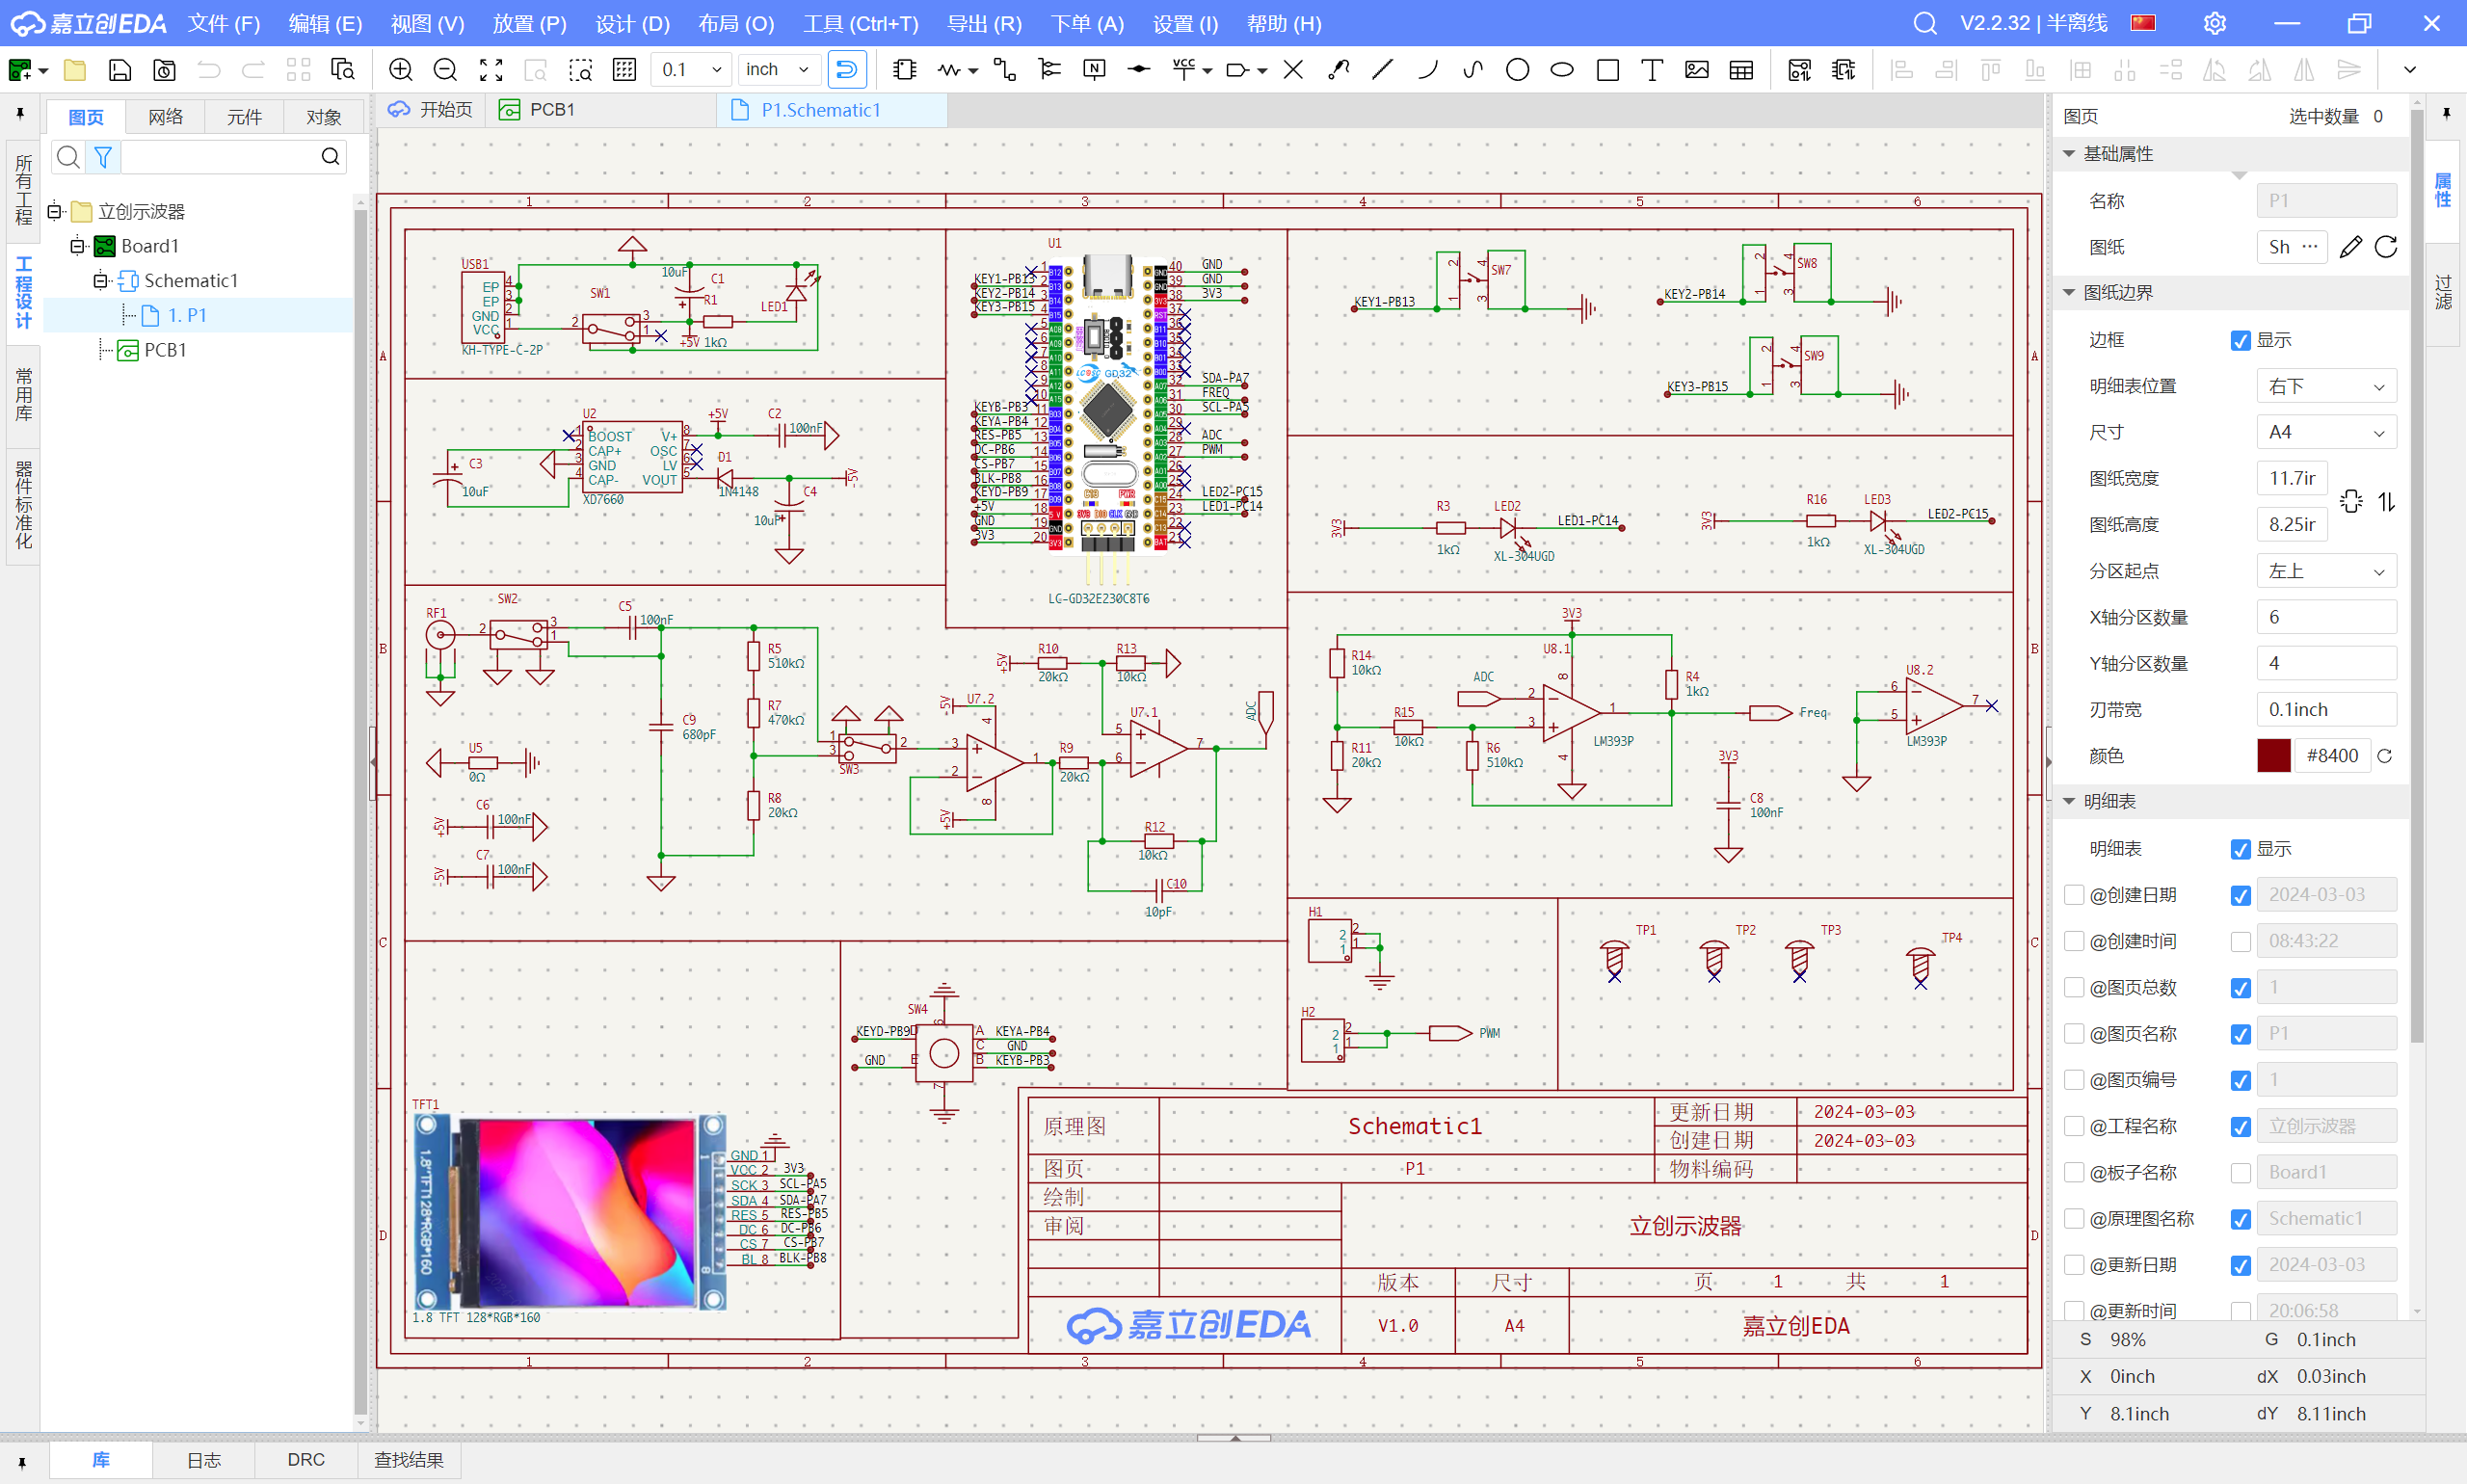 嘉立创EDA 文件 (F) 编辑 (E) 视图 (V) 放置 (P) 设计 (D) 布局 (O) 工具 (Ctrl+T) 导出 (R) 下单 (A) 设置 (I) 帮助 (H) V2.2.32 | 半离线
0.1 inch
图页 网络 元件 对象
开始页 PCB1 P1.Schematic1
所有工程
工程设计
常用库
器件标准化
立创示波器
Board1
Schematic1
1. P1
PCB1
1 2 3 4 5 6
A
B
C
D
USB1
EP 4
EP 3
GND 2
VCC 1
KH-TYPE-C-2P
SW1
2 3 1
10uF C1
R1
+5V 1kΩ
LED1
U2
1 BOOST V+ 8
2 CAP+ OSC 7
3 GND LV 6
4 CAP- VOUT 5
XD7660
+5V
C2
100nF
C3
10uF
D1
1N4148
C4
10uF
-5V
U1
KEY1-PB13
KEY2-PB14
KEY3-PB15
KEYB-PB3
KEYA-PB4
RES-PB5
DC-PB6
CS-PB7
BLK-PB8
KEYD-PB9
+5V
GND
3V3
GND
GND
3V3
SDA-PA7
FREQ
SCL-PA5
ADC
PWM
LED2-PC15
LED1-PC14
LC-GD32E230C8T6
KEY1-PB13
SW7
KEY2-PB14
SW8
KEY3-PB15
SW9
3V3
R3
1kΩ
LED2
XL-304UGD
LED1-PC14
3V3
R16
1kΩ
LED3
XL-304UGD
LED2-PC15
RF1
SW2
C5
100nF
R5
510kΩ
R7
470kΩ
C9
680pF
R8
20kΩ
U5
0Ω
C6
+5V 100nF
C7
-5V 100nF
SW3
U7.2
-5V
+5V
R9
20kΩ
+5V
R10
20kΩ
R13
10kΩ
U7.1
R12
10kΩ
C10
10pF
ADC
3V3
R14
10kΩ
R11
20kΩ
R15
10kΩ
R6
510kΩ
ADC
U8.1
LM393P
R4
1kΩ
Freq
3V3
C8
100nF
U8.2
LM393P
H1
2
1
H2
2
1
PWM
TP1 TP2 TP3 TP4
SW4
KEYD-PB9 D
GND E
A KEYA-PB4
C GND
B KEYB-PB3
TFT1
1.8'TFT128*RGB*160
GND 1
VCC 2 3V3
SCK 3 SCL-PA5
SDA 4 SDA-PA7
RES 5 RES-PB5
DC 6 DC-PB6
CS 7 CS-PB7
BL 8 BLK-PB8
1.8 TFT 128*RGB*160
原理图 Schematic1 更新日期 2024-03-03
创建日期 2024-03-03
图页 P1 物料编码
绘制
审阅
立创示波器
版本 尺寸 页 1 共 1
嘉立创EDA V1.0 A4 嘉立创EDA
1 2 3 4 5 6
图页 选中数量 0
基础属性
名称 P1
图纸 Sh ···
图纸边界
边框 显示
明细表位置 右下
尺寸 A4
图纸宽度 11.7ir
图纸高度 8.25ir
分区起点 左上
X轴分区数量 6
Y轴分区数量 4
刃带宽 0.1inch
颜色 #8400
明细表
明细表 显示
@创建日期 2024-03-03
@创建时间 08:43:22
@图页总数 1
@图页名称 P1
@图页编号 1
@工程名称 立创示波器
@板子名称 Board1
@原理图名称 Schematic1
@更新日期 2024-03-03
@更新时间 20:06:58
属性
过滤
S 98% G 0.1inch
X 0inch dX 0.03inch
Y 8.1inch dY 8.11inch
库 日志 DRC 查找结果